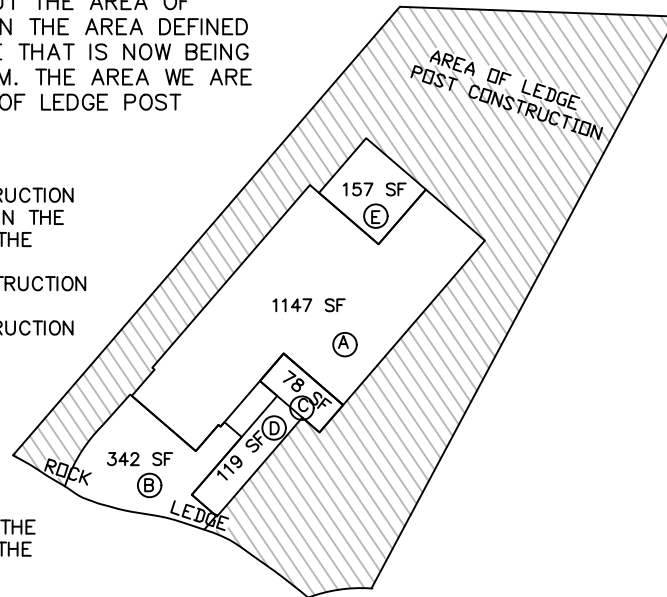 UT THE AREA OF
N THE AREA DEFINED
E THAT IS NOW BEING
M. THE AREA WE ARE
OF LEDGE POST
AREA OF LEDGE
POST CONSTRUCTION
RUCTION
N THE
THE
TRUCTION
RUCTION
157 SF
E
1147 SF
A
78 SF
C
D
119 SF
342 SF
B
ROCK
LEDGE
THE
THE